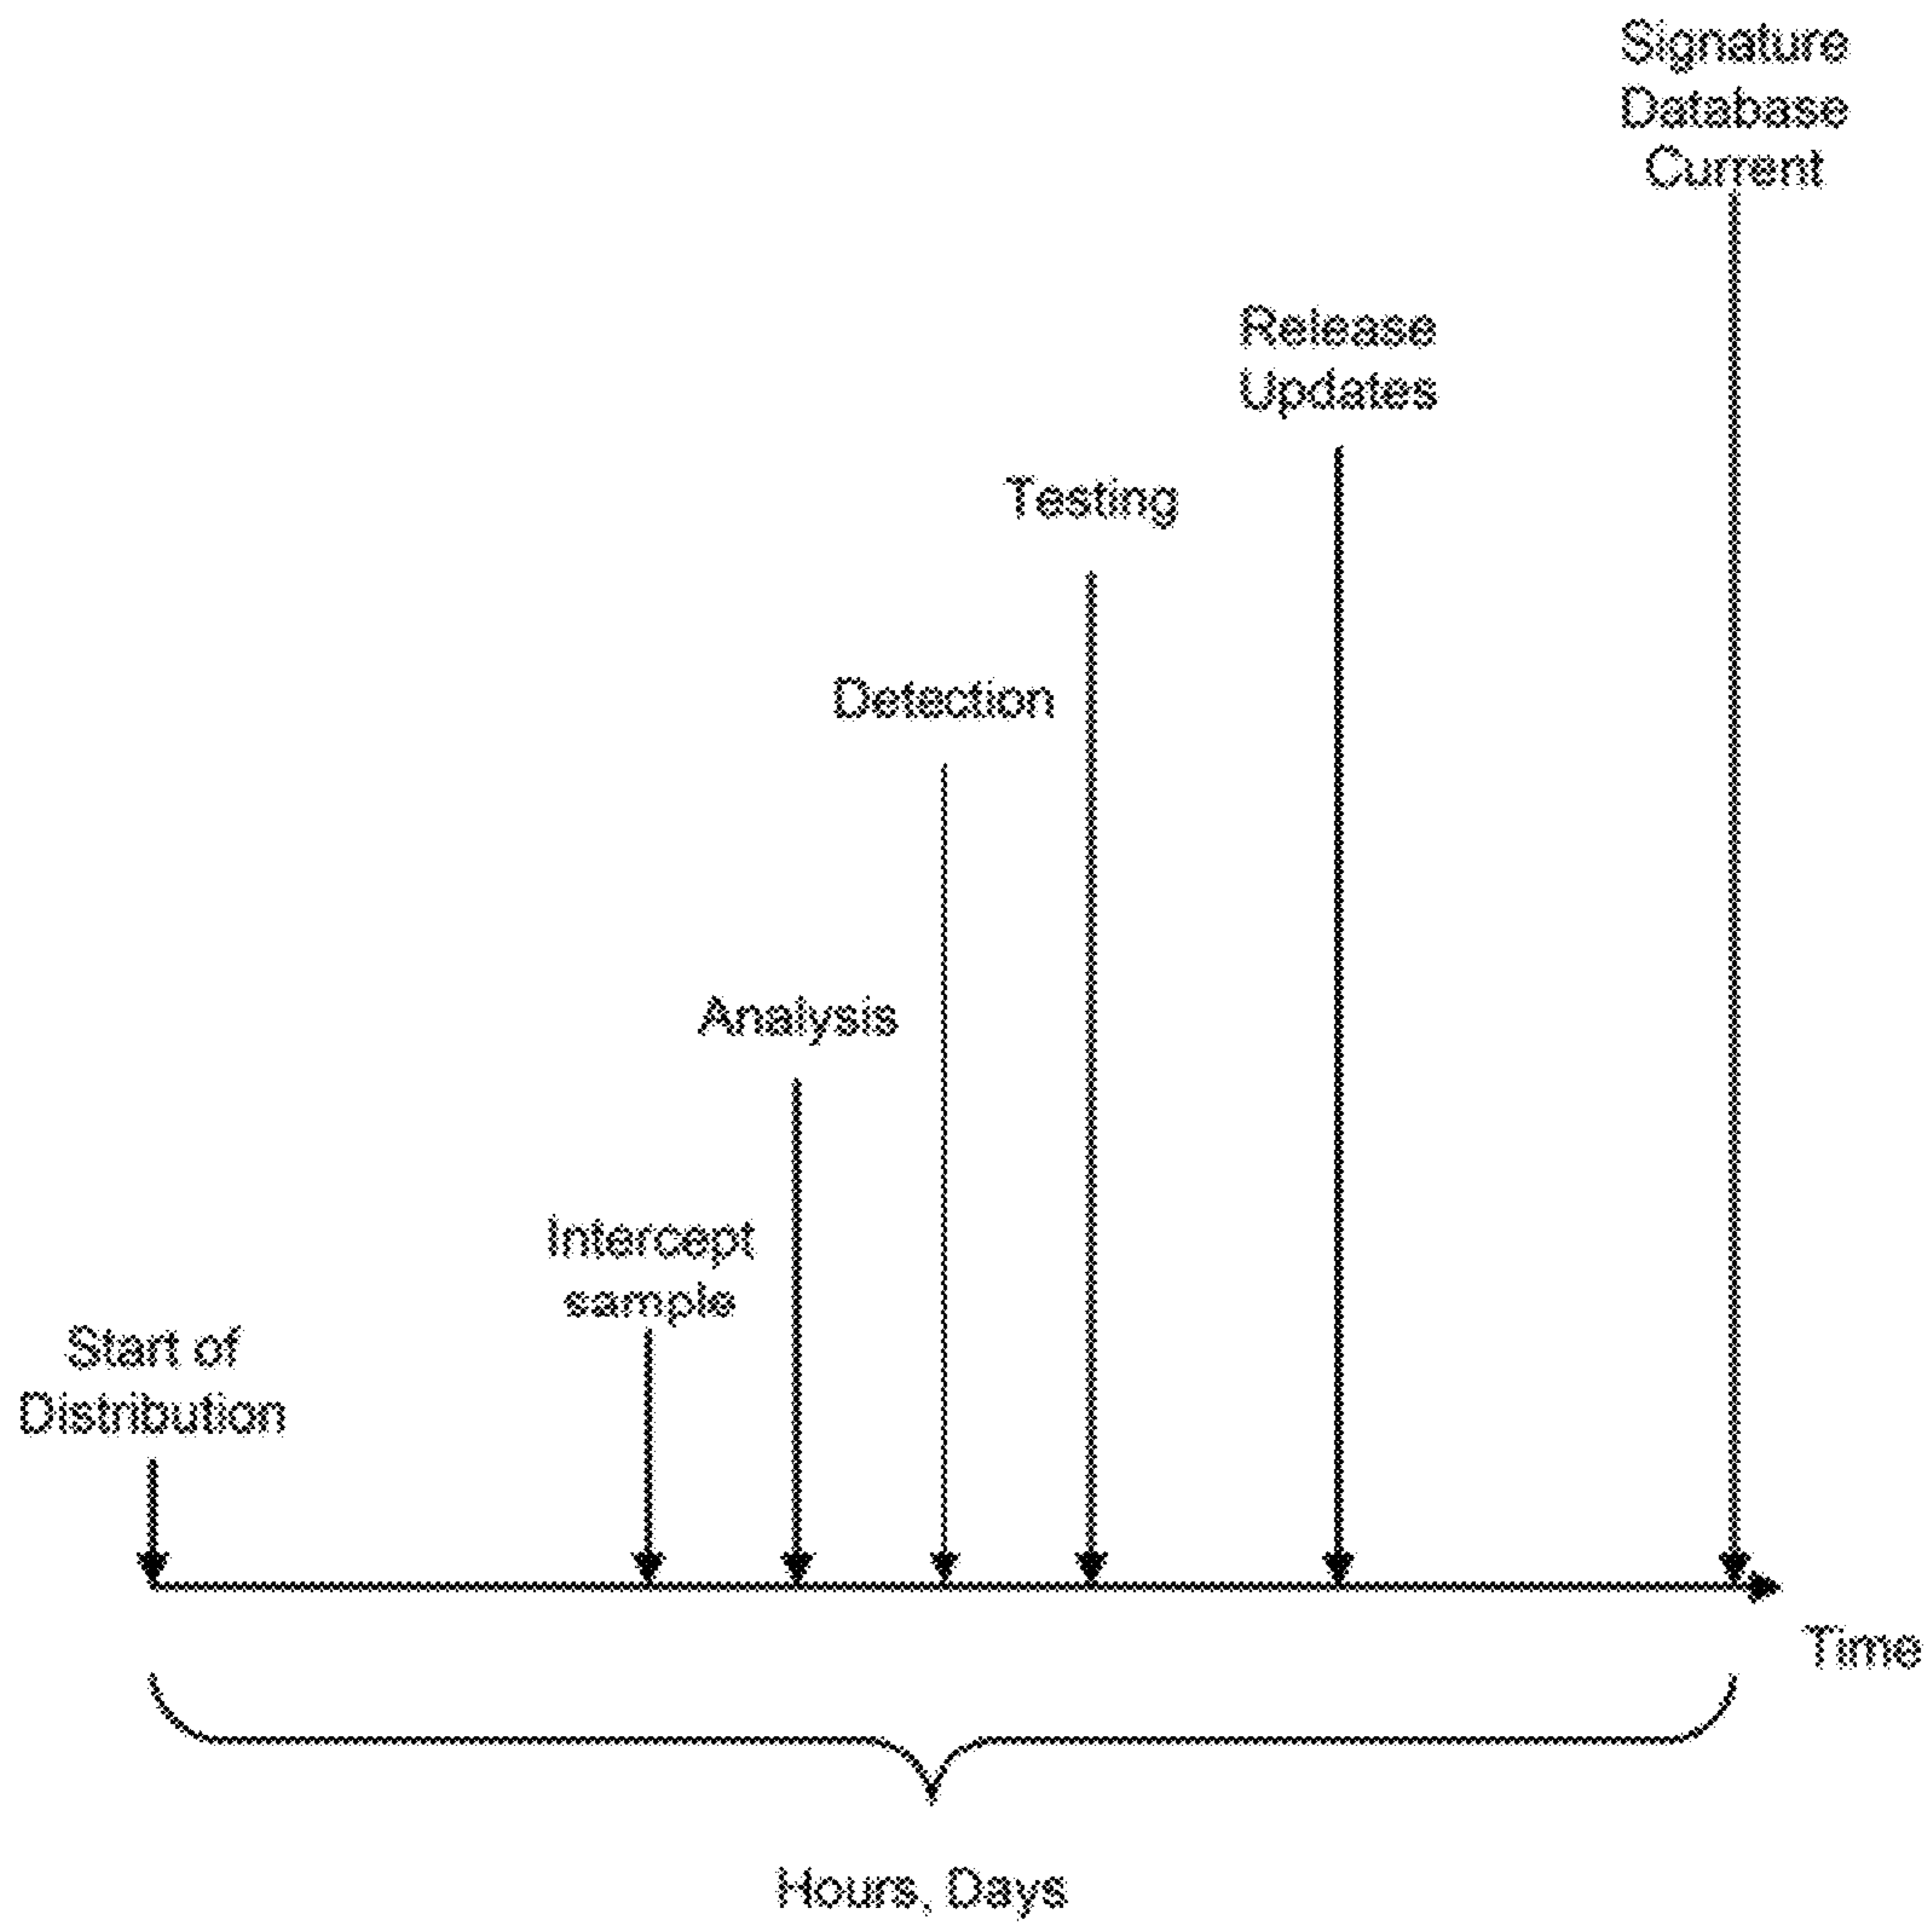 Signature
Database
Current
Release
Updates
Testing
Detection
Analysis
Intercept
sample
Start of
Distribution
Time
Hours, Days